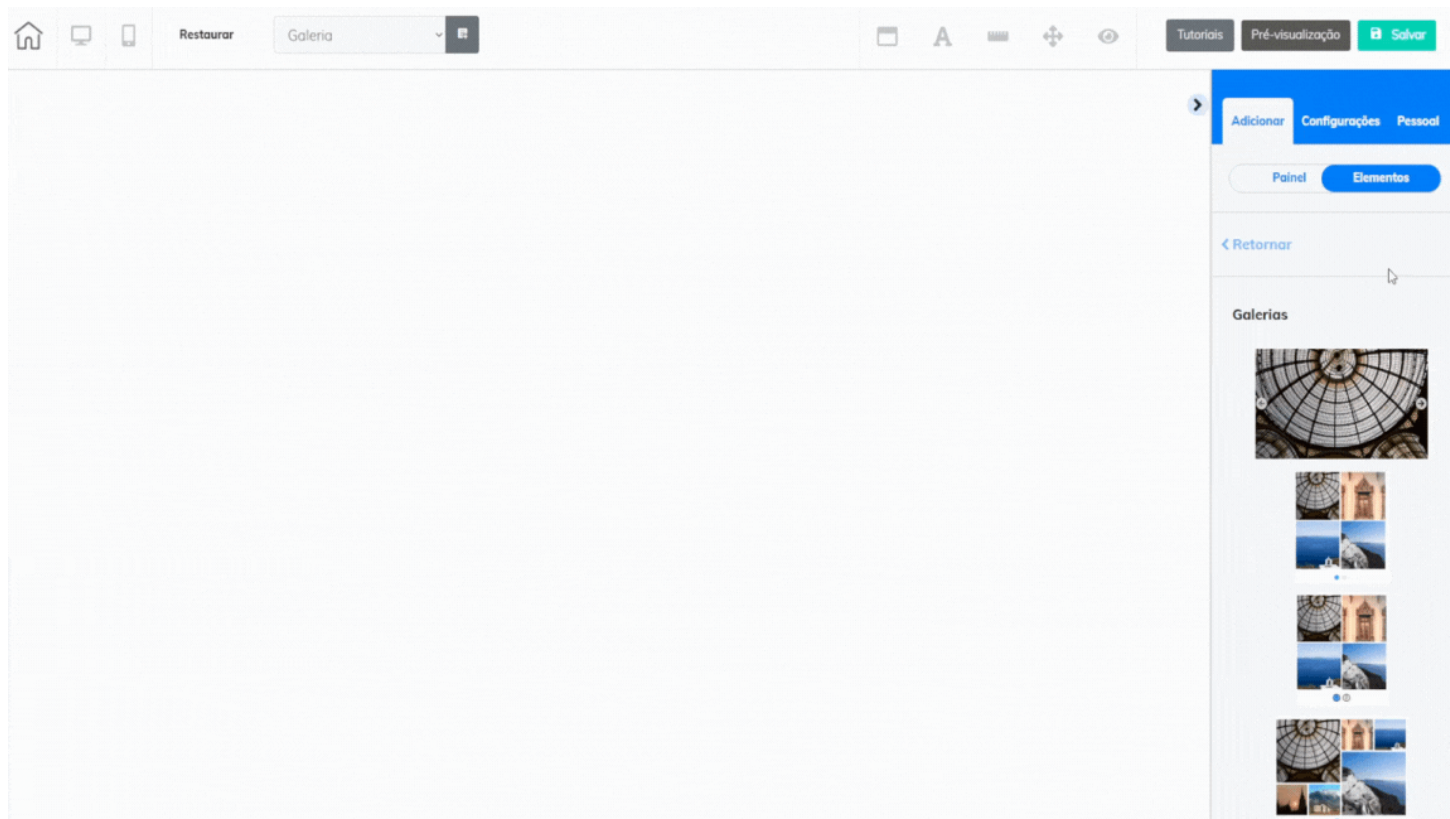 Restaurar
Galeria
Tutoriais
Pré-visualização
Salvar
Adicionar
Configurações
Pessoal
Painel
Elementos
Retornar
Galerias